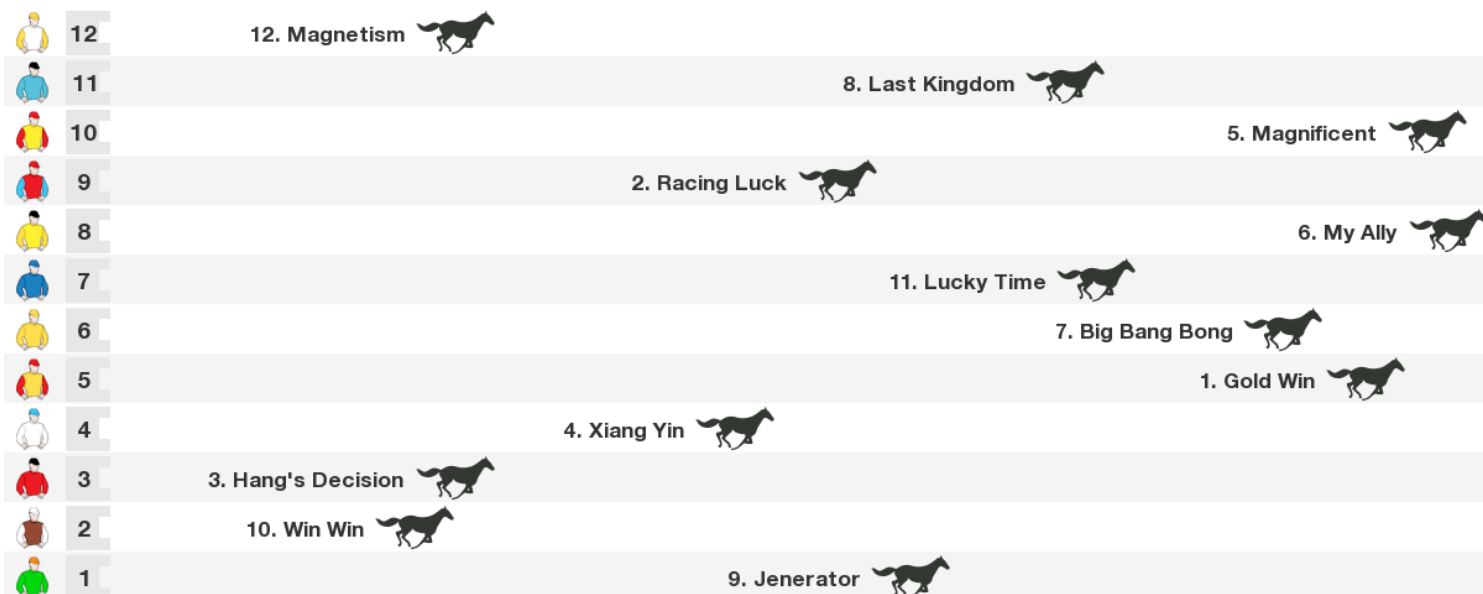 12 12. Magnetism
11 8. Last Kingdom
10 5. Magnificent
9 2. Racing Luck
8 6. My Ally
7 11. Lucky Time
6 7. Big Bang Bong
5 1. Gold Win
4 4. Xiang Yin
3 3. Hang's Decision
2 10. Win Win
1 9. Jenerator